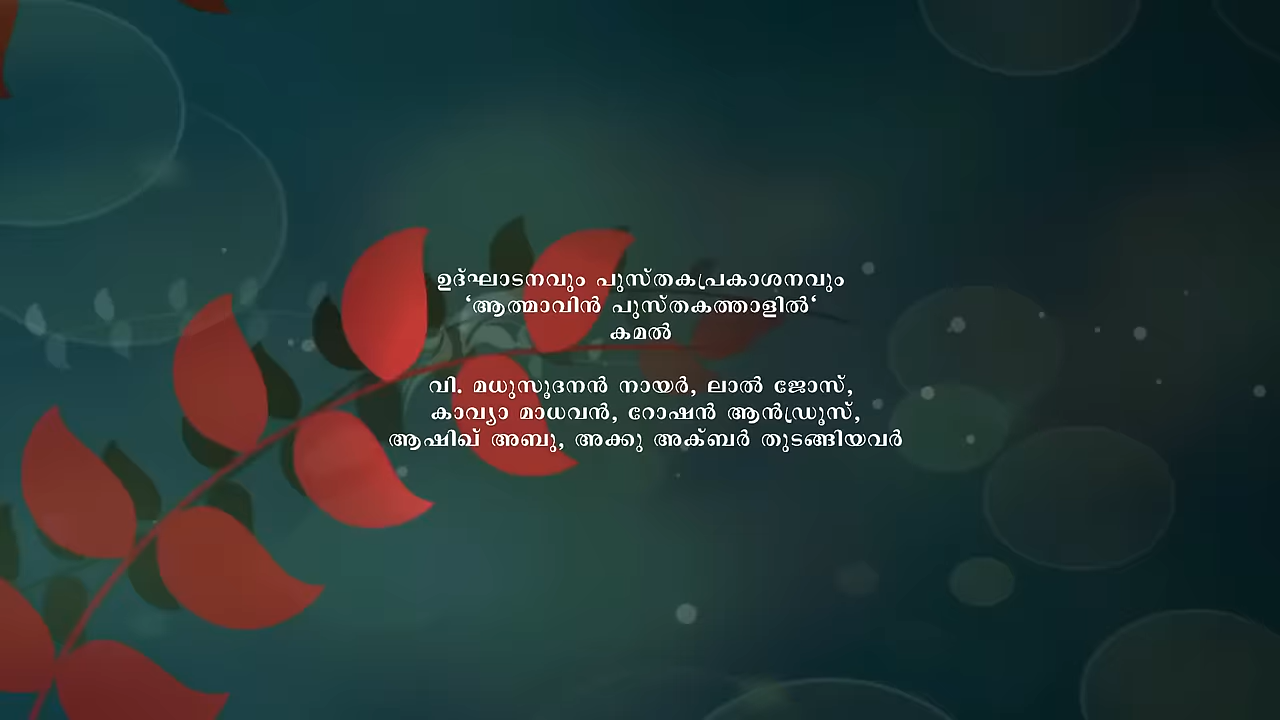 ഉദ്ഘാടനവും പുസ്തകപ്രകാശനവും
‘ആത്മാവിൻ പുസ്തകത്താളിൽ‘
കമൽ
വി. മധുസൂദനൻ നായർ, ലാൽ ജോസ്,
കാവ്യാ മാധവൻ, റോഷൻ ആൻഡ്രൂസ്,
ആഷിഖ് അബു, അക്കു അക്ബർ തുടങ്ങിയവർ